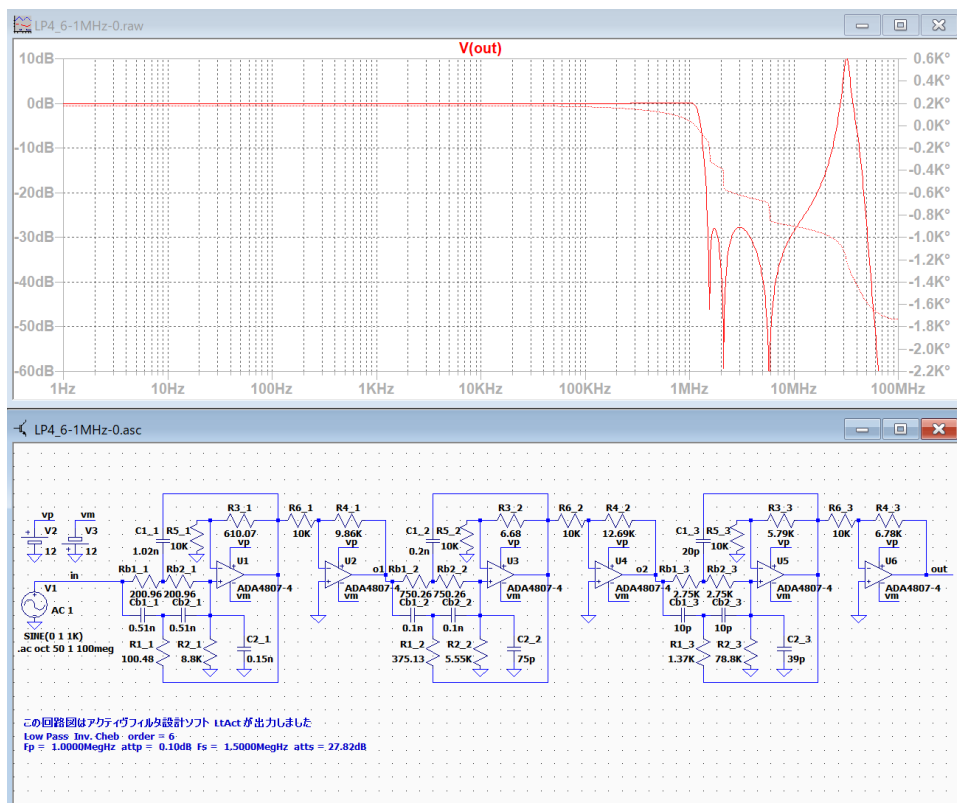 LP4_6-1MHz-0.raw
V(out)
10dB
0dB
-10dB
-20dB
-30dB
-40dB
-50dB
-60dB
0.6K°
0.4K°
0.2K°
0.0K°
-0.2K°
-0.4K°
-0.6K°
-0.8K°
-1.0K°
-1.2K°
-1.4K°
-1.6K°
-1.8K°
-2.0K°
-2.2K°
1Hz 10Hz 100Hz 1KHz 10KHz 100KHz 1MHz 10MHz 100MHz
LP4_6-1MHz-0.asc
vp
vm
V2
V3
12
12
in
V1
AC 1
SINE(0 1 1K)
.ac oct 50 1 100meg
C1_1
1.02n
R5_1
10K
R3_1
610.07
vp
U1
ADA4807-4
vm
Rb1_1
200.96
Rb2_1
200.96
Cb1_1
0.51n
Cb2_1
0.51n
R1_1
100.48
R2_1
8.8K
C2_1
0.15n
R6_1
10K
R4_1
9.86K
vp
U2
ADA4807-4
vm
o1
C1_2
0.2n
R5_2
10K
R3_2
6.68
vp
U3
ADA4807-4
vm
Rb1_2
750.26
Rb2_2
750.26
Cb1_2
0.1n
Cb2_2
0.1n
R1_2
375.13
R2_2
5.55K
C2_2
75p
R6_2
10K
R4_2
12.69K
vp
U4
ADA4807-4
vm
o2
C1_3
20p
R5_3
10K
R3_3
5.79K
vp
U5
ADA4807-4
vm
Rb1_3
2.75K
Rb2_3
2.75K
Cb1_3
10p
Cb2_3
10p
R1_3
1.37K
R2_3
78.8K
C2_3
39p
R6_3
10K
R4_3
6.78K
vp
U6
ADA4807-4
vm
out
この回路図はアクティヴフィルタ設計ソフト LtAct が出力しました
Low Pass Inv. Cheb order = 6
Fp = 1.0000MegHz attp = 0.10dB Fs = 1.5000MegHz atts = 27.82dB